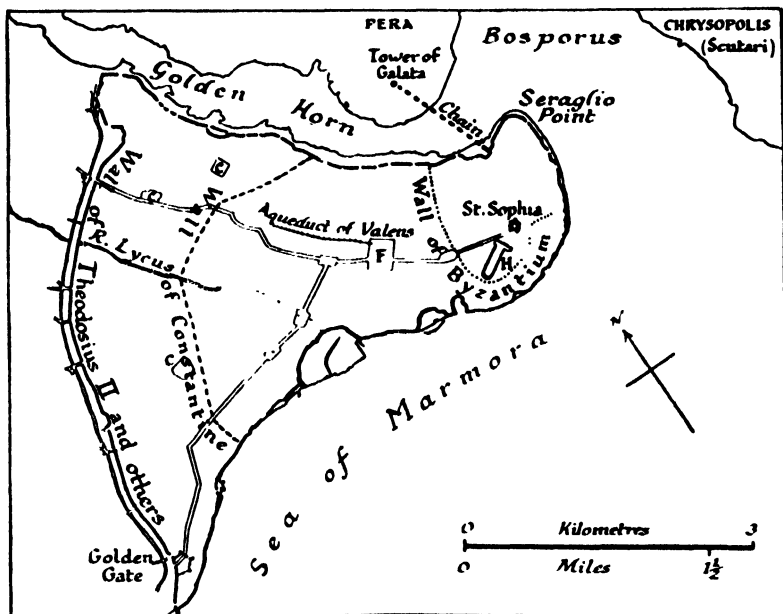 PERA
Bosporus
CHRYSOPOLIS
(Scutari)
Tower of
Galata
Golden
Horn
Chain
Seraglio
Point
Wall
of
Theodosius II and others
C
C
Wall
of Constantine
R. Lycus
C
Aqueduct of Valens
F
Wall
of
Byzantium
St. Sophia
H
N
Sea of Marmora
Golden
Gate
0 Kilometres 3
0 Miles 1½